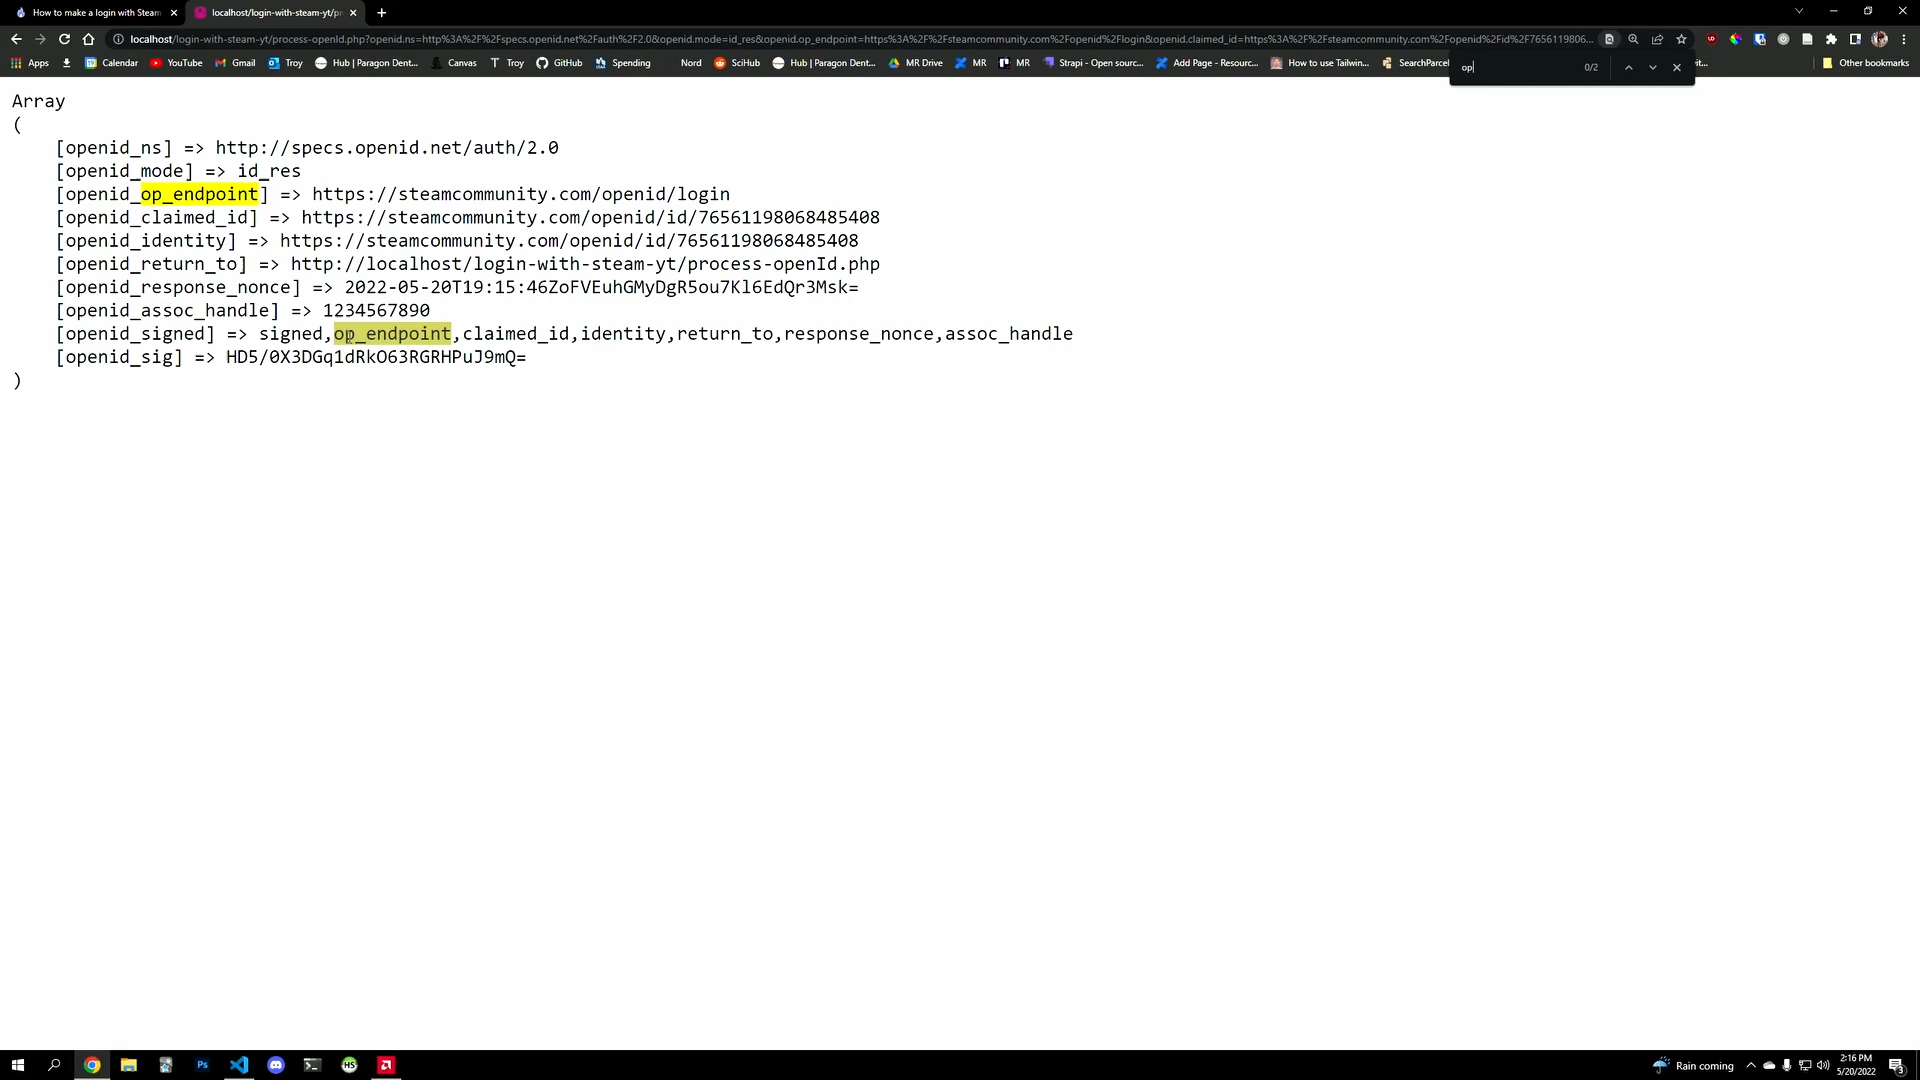 How to make a login with Steam
localhost/login-with-steam-yt/pr
localhost/login-with-steam-yt/process-openId.php?openid.ns=http%3A%2F%2Fspecs.openid.net%2Fauth%2F2.0&openid.mode=id_res&openid.op_endpoint=https%3A%2F%2Fsteamcommunity.com%2Fopenid%2Flogin&openid.claimed_id=https%3A%2F%2Fsteamcommunity.com%2Fopenid%2Fid%2F7656119806...
Apps Calendar YouTube Gmail Troy Hub | Paragon Dent... Canvas Troy GitHub Spending Nord SciHub Hub | Paragon Dent... MR Drive MR MR Strapi - Open sourc... Add Page - Resourc... How to use Tailwin... SearchParcel it... Other bookmarks
op 0/2
Array
(
[openid_ns] => http://specs.openid.net/auth/2.0
[openid_mode] => id_res
[openid_op_endpoint] => https://steamcommunity.com/openid/login
[openid_claimed_id] => https://steamcommunity.com/openid/id/76561198068485408
[openid_identity] => https://steamcommunity.com/openid/id/76561198068485408
[openid_return_to] => http://localhost/login-with-steam-yt/process-openId.php
[openid_response_nonce] => 2022-05-20T19:15:46ZoFVEuhGMyDgR5ou7Kl6EdQr3Msk=
[openid_assoc_handle] => 1234567890
[openid_signed] => signed,op_endpoint,claimed_id,identity,return_to,response_nonce,assoc_handle
[openid_sig] => HD5/0X3DGq1dRkO63RGRHPuJ9mQ=
)
Ps
HS
Rain coming
2:16 PM
5/20/2022
3